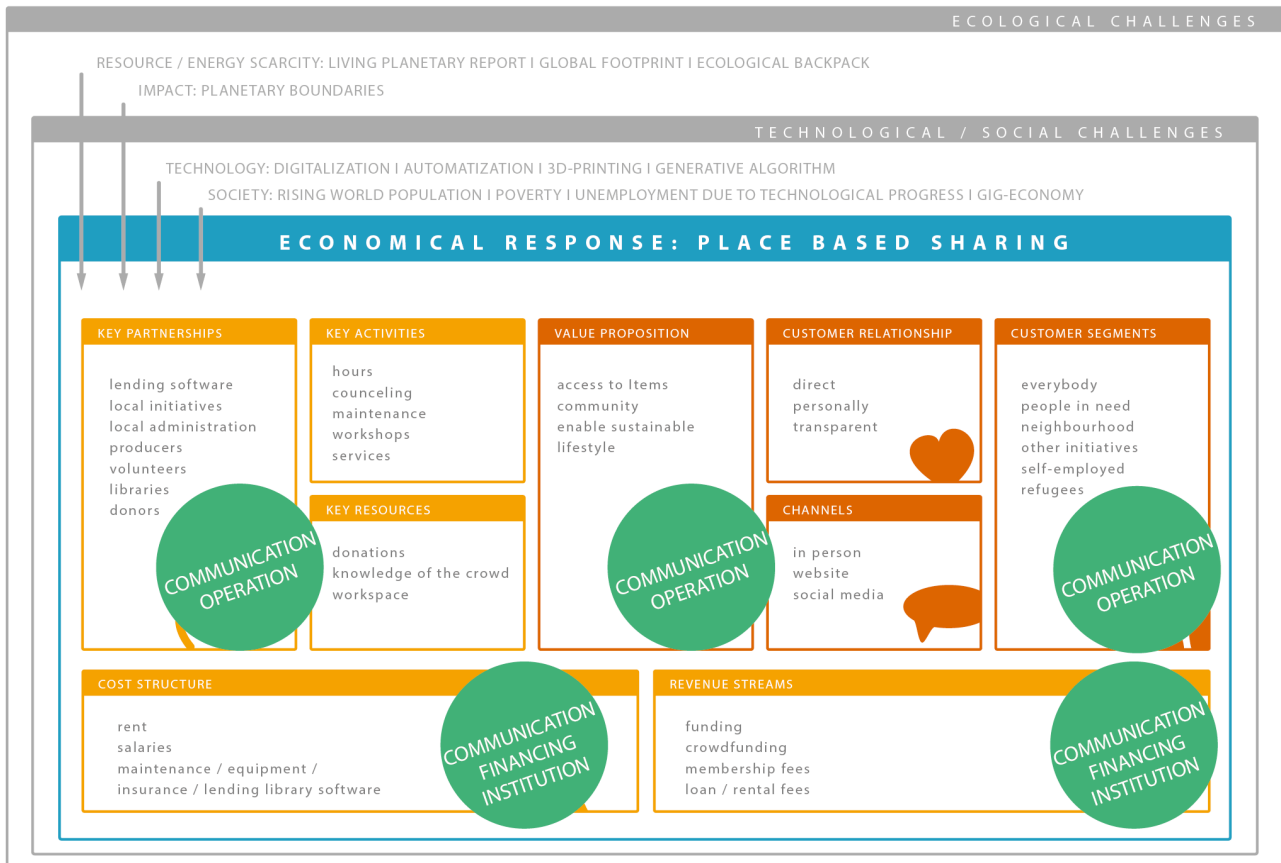 ECOLOGICAL CHALLENGES
RESOURCE / ENERGY SCARCITY: LIVING PLANETARY REPORT I GLOBAL FOOTPRINT I ECOLOGICAL BACKPACK
IMPACT: PLANETARY BOUNDARIES
TECHNOLOGICAL / SOCIAL CHALLENGES
TECHNOLOGY: DIGITALIZATION I AUTOMATIZATION I 3D-PRINTING I GENERATIVE ALGORITHM
SOCIETY: RISING WORLD POPULATION I POVERTY I UNEMPLOYMENT DUE TO TECHNOLOGICAL PROGRESS I GIG-ECONOMY
ECONOMICAL RESPONSE: PLACE BASED SHARING
KEY PARTNERSHIPS
lending software
local initiatives
local administration
producers
volunteers
libraries
donors
COMMUNICATION
OPERATION
KEY ACTIVITIES
hours
counceling
maintenance
workshops
services
KEY RESOURCES
donations
knowledge of the crowd
workspace
VALUE PROPOSITION
access to Items
community
enable sustainable
lifestyle
COMMUNICATION
OPERATION
CUSTOMER RELATIONSHIP
direct
personally
transparent
CHANNELS
in person
website
social media
CUSTOMER SEGMENTS
everybody
people in need
neighbourhood
other initiatives
self-employed
refugees
COMMUNICATION
OPERATION
COST STRUCTURE
rent
salaries
maintenance / equipment /
insurance / lending library software
COMMUNICATION
FINANCING
INSTITUTION
REVENUE STREAMS
funding
crowdfunding
membership fees
loan / rental fees
COMMUNICATION
FINANCING
INSTITUTION